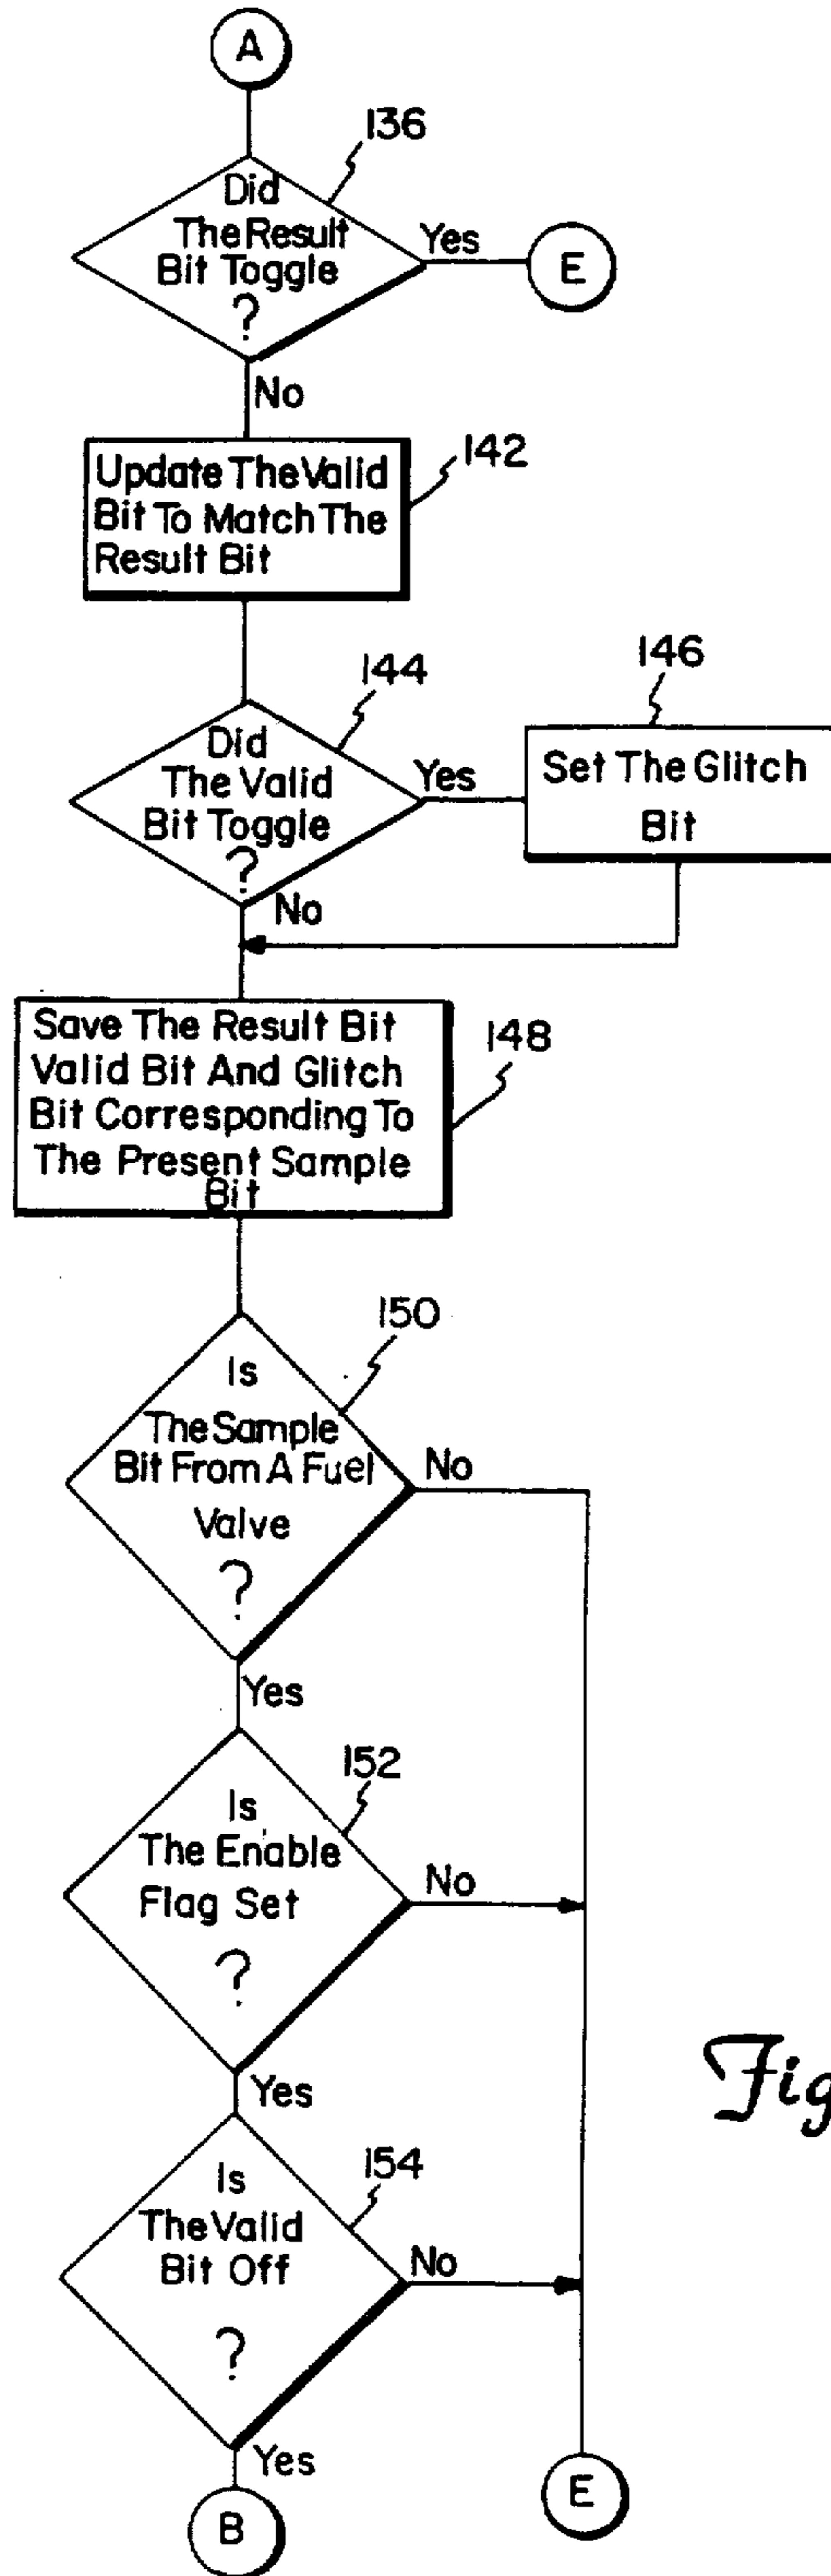 A
136
Did
The Result
Bit Toggle
?
Yes
E
No
142
Update The Valid
Bit To Match The
Result Bit
144
146
Did
The Valid
Bit Toggle
?
Yes
Set The Glitch
Bit
No
148
Save The Result Bit
Valid Bit And Glitch
Bit Corresponding To
The Present Sample
Bit
150
Is
The Sample
Bit From A Fuel
Valve
?
No
Yes
152
Is
The Enable
Flag Set
?
No
Yes
Fig
154
Is
The Valid
Bit Off
?
No
Yes
B
E